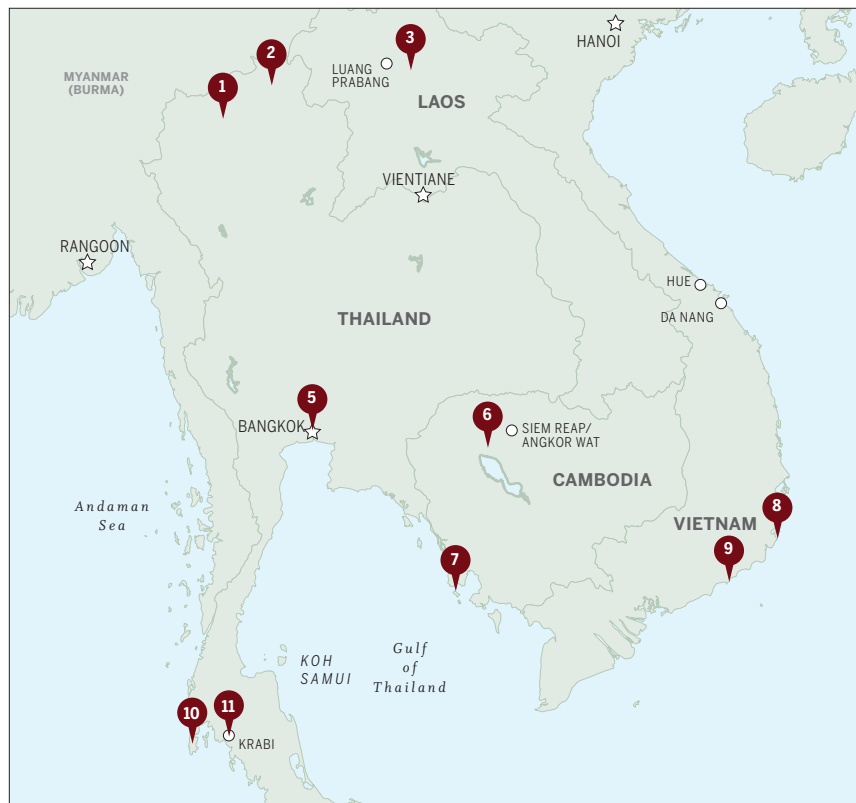 HANOI
3
2
LUANG
PRABANG
MYANMAR
(BURMA)
1
LAOS
VIENTIANE
RANGOON
HUE
DA NANG
THAILAND
5
6
BANGKOK
SIEM REAP/
ANGKOR WAT
CAMBODIA
Andaman
Sea
8
VIETNAM
9
7
Gulf
of
Thailand
KOH
SAMUI
10
11
KRABI